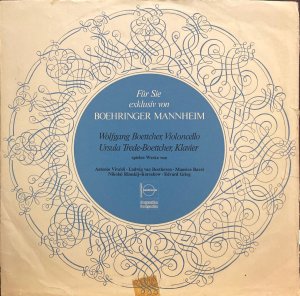 Für Sie
exklusiv von
BOEHRINGER MANNHEIM
Wolfgang Boettcher, Violoncello
Ursula Trede-Boettcher, Klavier
spielen Werke von
Antonio Vivaldi · Ludwig van Beethoven · Maurice Ravel
Nikolai Rimskij-Korssakow · Edvard Grieg